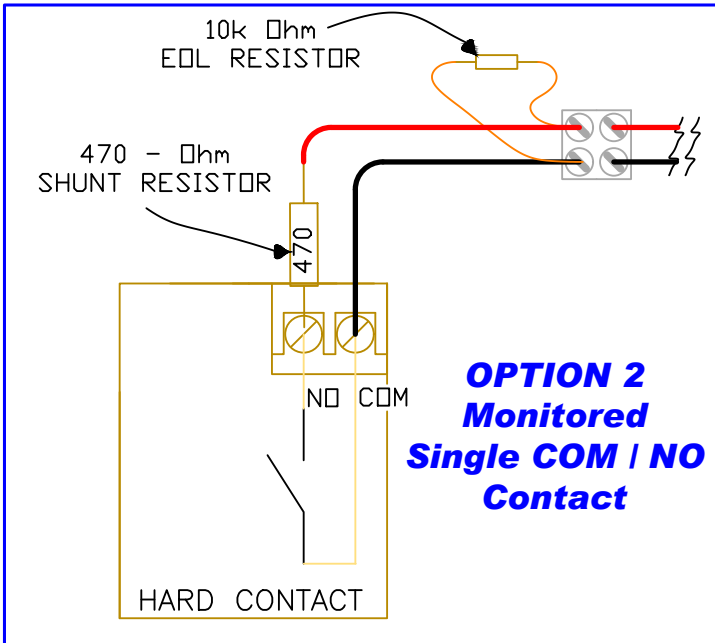 10k Ohm
EOL RESISTOR
470 - Ohm
SHUNT RESISTOR
470
NO COM
OPTION 2
Monitored
Single COM / NO
Contact
HARD CONTACT